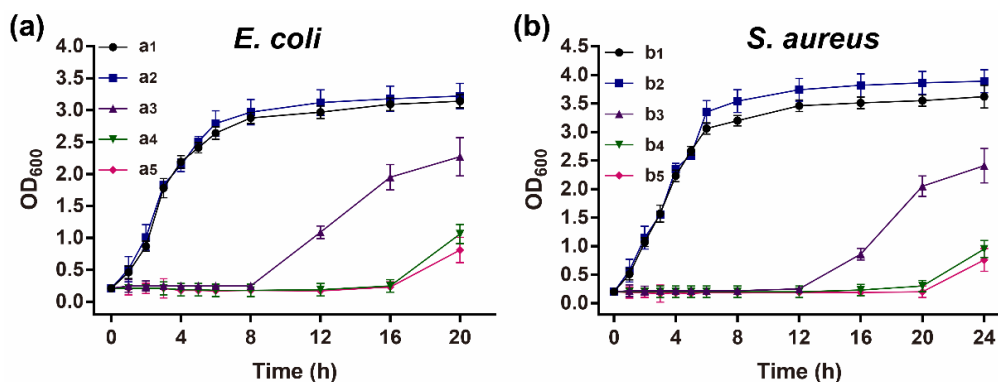 (a)
E. coli
a1
a2
a3
a4
a5
OD600
4.0
3.5
3.0
2.5
2.0
1.5
1.0
0.5
0.0
0 4 8 12 16 20
Time (h)
(b)
S. aureus
b1
b2
b3
b4
b5
OD600
4.5
4.0
3.5
3.0
2.5
2.0
1.5
1.0
0.5
0.0
0 4 8 12 16 20 24
Time (h)